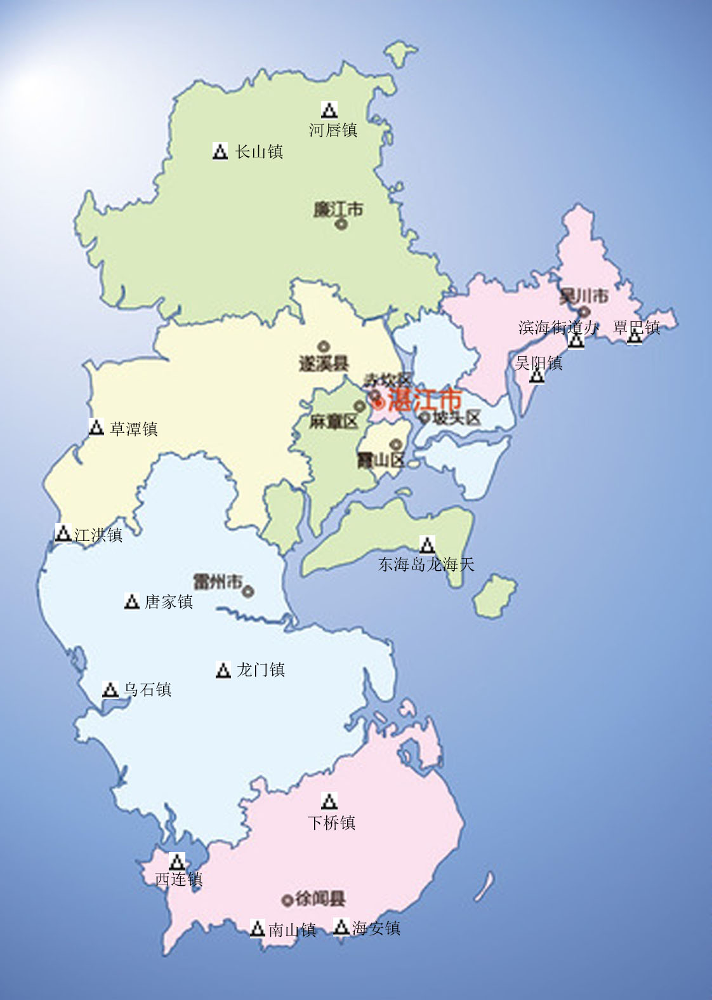 河唇镇
长山镇
廉江市
吴川市
滨海街道办
覃巴镇
吴阳镇
遂溪县
赤坎区
湛江市
麻章区
坡头区
草潭镇
霞山区
江洪镇
东海岛龙海天
雷州市
唐家镇
龙门镇
乌石镇
下桥镇
西连镇
徐闻县
南山镇
海安镇